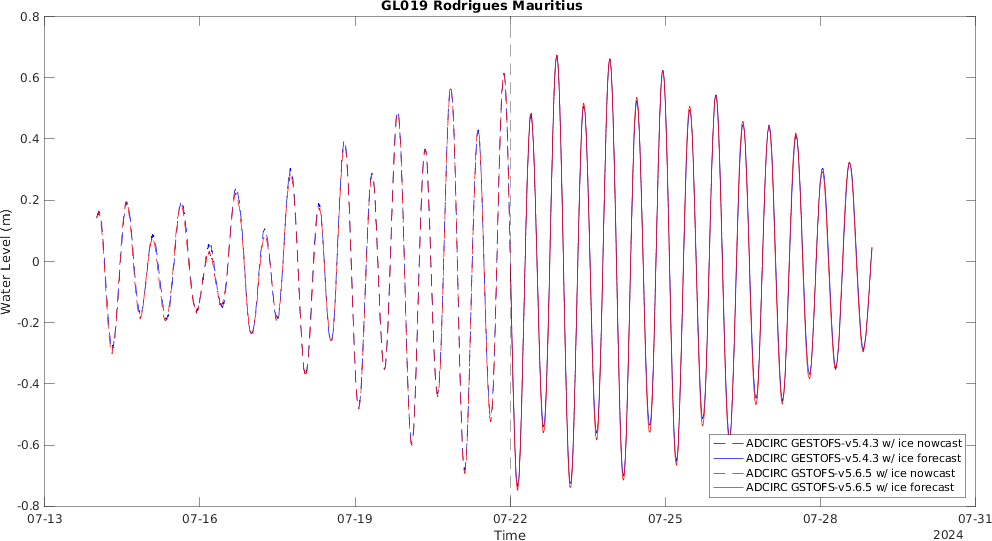 GL019 Rodrigues Mauritius
0.8
0.6
0.4
0.2
0
-0.2
-0.4
-0.6
-0.8
Water Level (m)
07-13
07-16
07-19
07-22
07-25
07-28
07-31
Time
2024
ADCIRC GESTOFS-v5.4.3 w/ ice nowcast
ADCIRC GESTOFS-v5.4.3 w/ ice forecast
ADCIRC GSTOFS-v5.6.5 w/ ice nowcast
ADCIRC GSTOFS-v5.6.5 w/ ice forecast